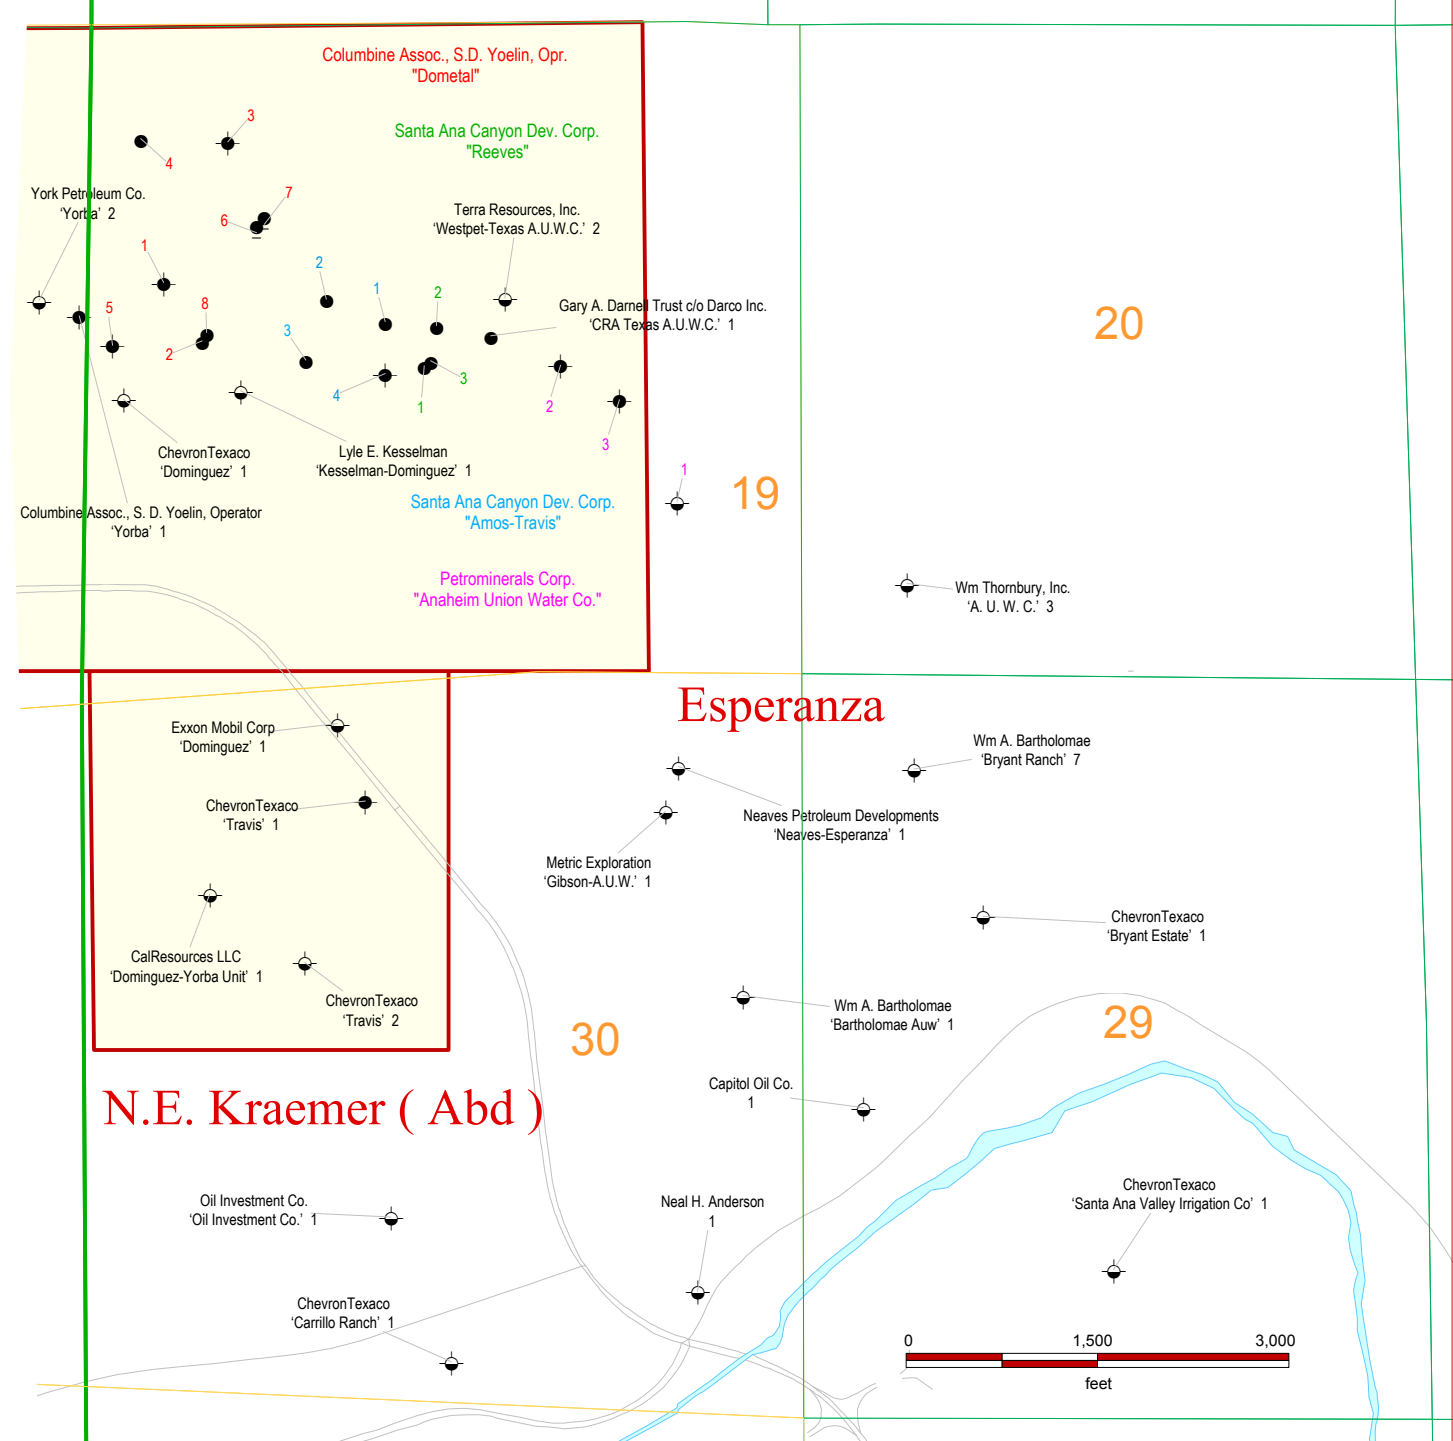 Columbine Assoc., S.D. Yoelin, Opr.
"Dometal"
3
Santa Ana Canyon Dev. Corp.
"Reeves"
4
York Petroleum Co.
‘Yorba’ 2
7
6
Terra Resources, Inc.
‘Westpet-Texas A.U.W.C.’ 2
1
2
1
2
5
8
3
2
Gary A. Darnell Trust c/o Darco Inc.
‘CRA Texas A.U.W.C.’ 1
20
4
1
3
2
3
ChevronTexaco
‘Dominguez’ 1
Lyle E. Kesselman
‘Kesselman-Dominguez’ 1
1
19
Columbine Assoc., S. D. Yoelin, Operator
‘Yorba’ 1
Santa Ana Canyon Dev. Corp.
"Amos-Travis"
Petrominerals Corp.
"Anaheim Union Water Co."
Wm Thornbury, Inc.
‘A. U. W. C.’ 3
Esperanza
Exxon Mobil Corp
‘Dominguez’ 1
Wm A. Bartholomae
‘Bryant Ranch’ 7
ChevronTexaco
‘Travis’ 1
Neaves Petroleum Developments
‘Neaves-Esperanza’ 1
Metric Exploration
‘Gibson-A.U.W.’ 1
ChevronTexaco
‘Bryant Estate’ 1
CalResources LLC
‘Dominguez-Yorba Unit’ 1
ChevronTexaco
‘Travis’ 2
Wm A. Bartholomae
‘Bartholomae Auw’ 1
30
29
Capitol Oil Co.
1
N.E. Kraemer ( Abd )
Oil Investment Co.
‘Oil Investment Co.’ 1
Neal H. Anderson
1
ChevronTexaco
‘Santa Ana Valley Irrigation Co’ 1
ChevronTexaco
‘Carrillo Ranch’ 1
0 1,500 3,000
feet